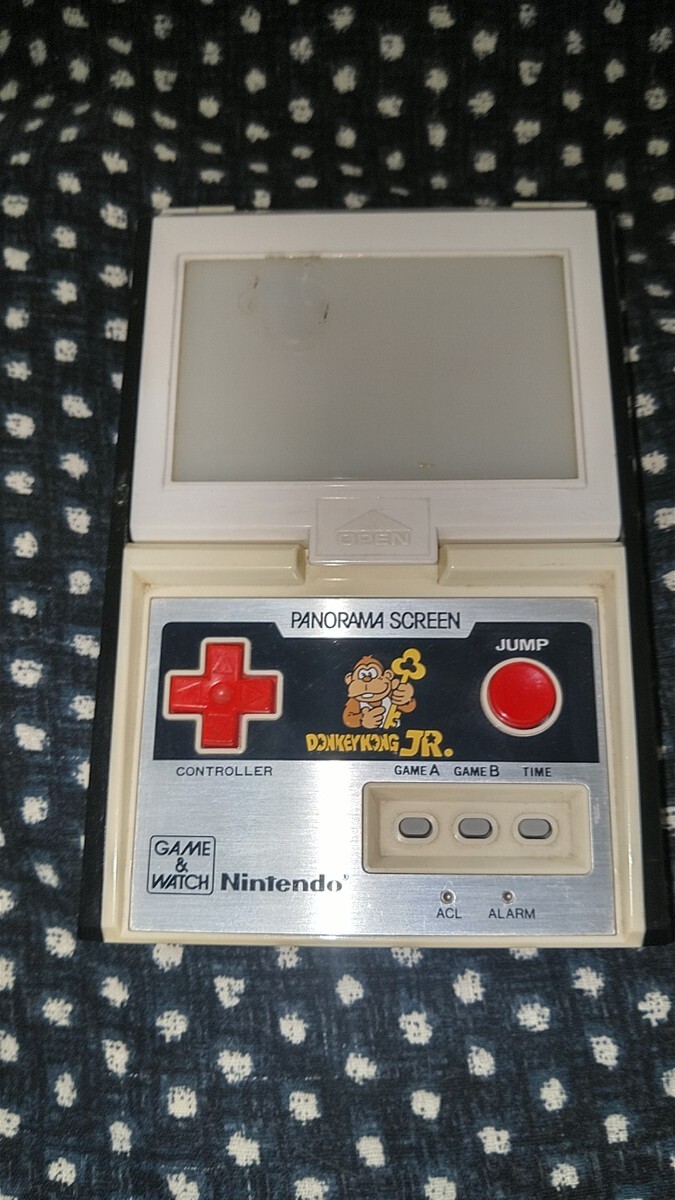 OPEN
PANORAMA SCREEN
JUMP
DONKEY KONG JR.
CONTROLLER
GAME A GAME B TIME
GAME
&
WATCH
Nintendo
ACL ALARM